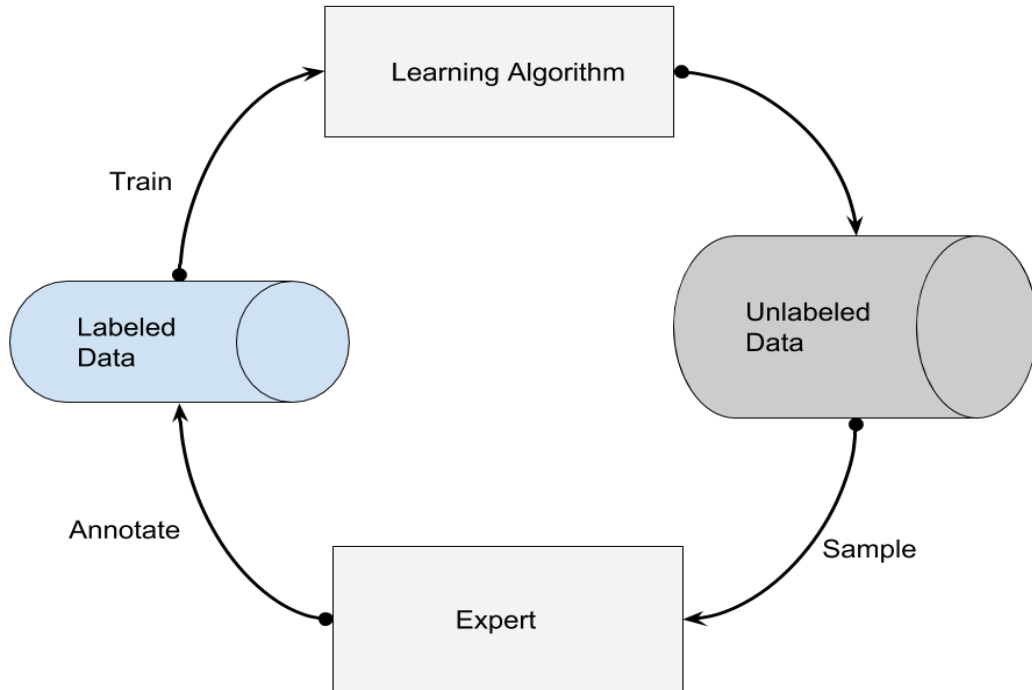 Learning Algorithm
Train
Labeled
Data
Unlabeled
Data
Annotate
Sample
Expert